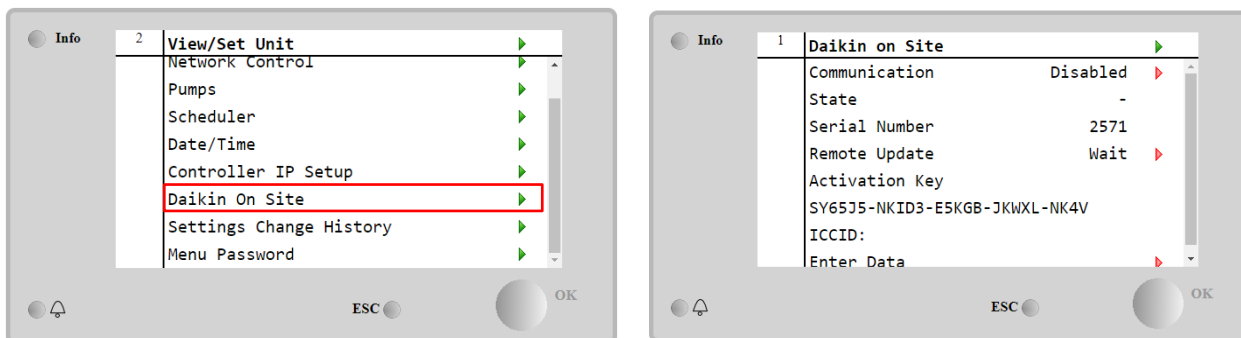 Info
2 View/Set Unit
Network Control
Pumps
Scheduler
Date/Time
Controller IP Setup
Daikin On Site
Settings Change History
Menu Password
ESC
OK
Info
1 Daikin on Site
Communication Disabled
State -
Serial Number 2571
Remote Update Wait
Activation Key
SY65J5-NKID3-E5KGB-JKWXL-NK4V
ICCID:
Enter Data
ESC
OK